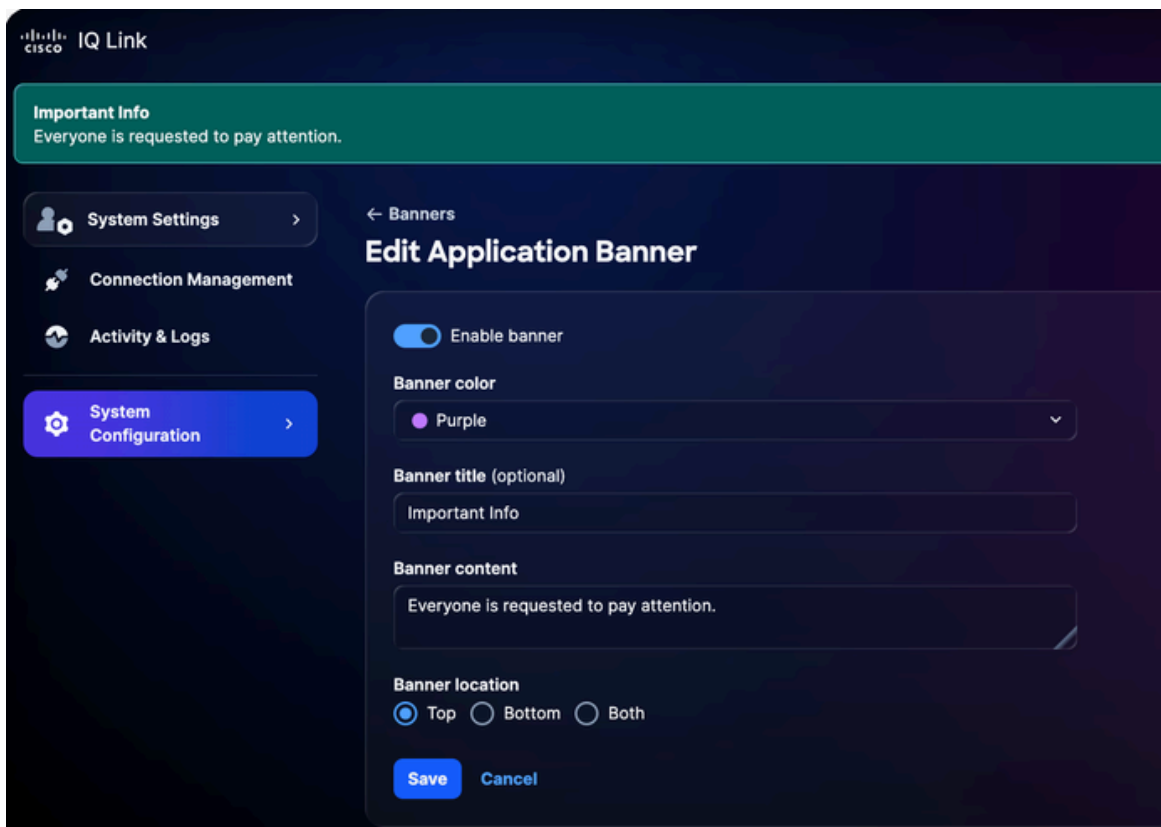 cisco IQ Link
Important Info
Everyone is requested to pay attention.
System Settings
Connection Management
Activity & Logs
System
Configuration
← Banners
Edit Application Banner
Enable banner
Banner color
Purple
Banner title (optional)
Important Info
Banner content
Everyone is requested to pay attention.
Banner location
Top Bottom Both
Save Cancel